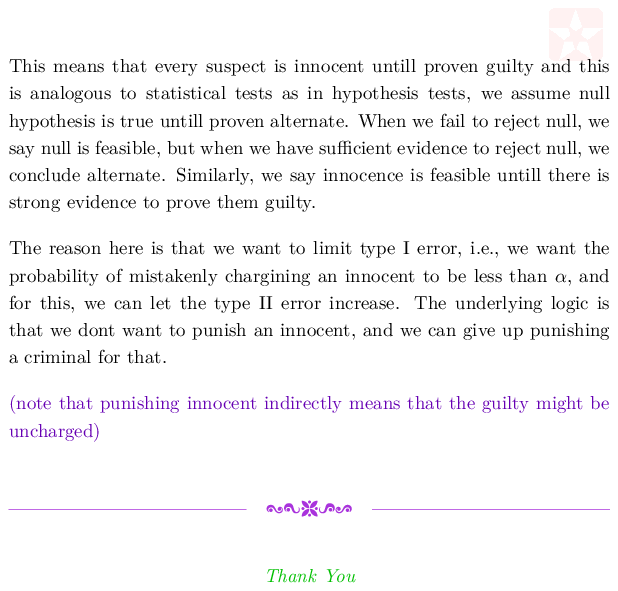 This means that every suspect is innocent untill proven guilty and this
is analogous to statistical tests as in hypothesis tests, we assume null
hypothesis is true untill proven alternate. When we fail to reject null, we
say null is feasible, but when we have sufficient evidence to reject null, we
conclude alternate. Similarly, we say innocence is feasible untill there is
strong evidence to prove them guilty.
The reason here is that we want to limit type I error, i.e., we want the
probability of mistakenly chargining an innocent to be less than α, and
for this, we can let the type II error increase. The underlying logic is
that we dont want to punish an innocent, and we can give up punishing
a criminal for that.
(note that punishing innocent indirectly means that the guilty might be
uncharged)
Thank You